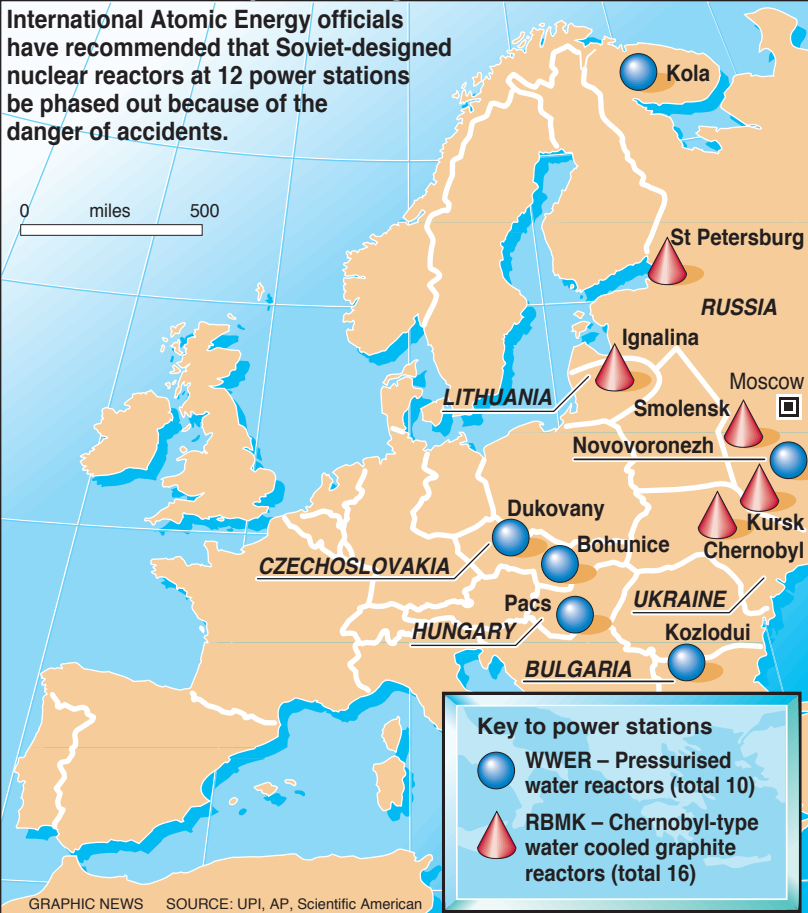 International Atomic Energy officials
have recommended that Soviet-designed
nuclear reactors at 12 power stations
be phased out because of the
danger of accidents.
0 miles 500
Kola
St Petersburg
RUSSIA
Ignalina
LITHUANIA
Moscow
Smolensk
Novovoronezh
Kursk
Chernobyl
Dukovany
Bohunice
CZECHOSLOVAKIA
Pacs
UKRAINE
HUNGARY
Kozlodui
BULGARIA
Key to power stations
WWER – Pressurised
water reactors (total 10)
RBMK – Chernobyl-type
water cooled graphite
reactors (total 16)
GRAPHIC NEWS SOURCE: UPI, AP, Scientific American